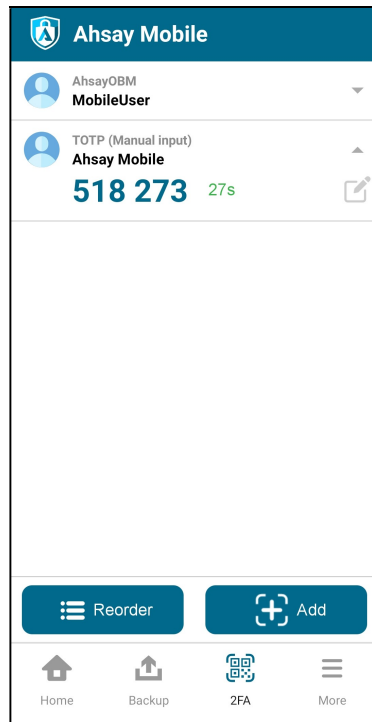 Ahsay Mobile
AhsayOBM
MobileUser
TOTP (Manual input)
Ahsay Mobile
518 273 27s
Reorder Add
Home Backup 2FA More